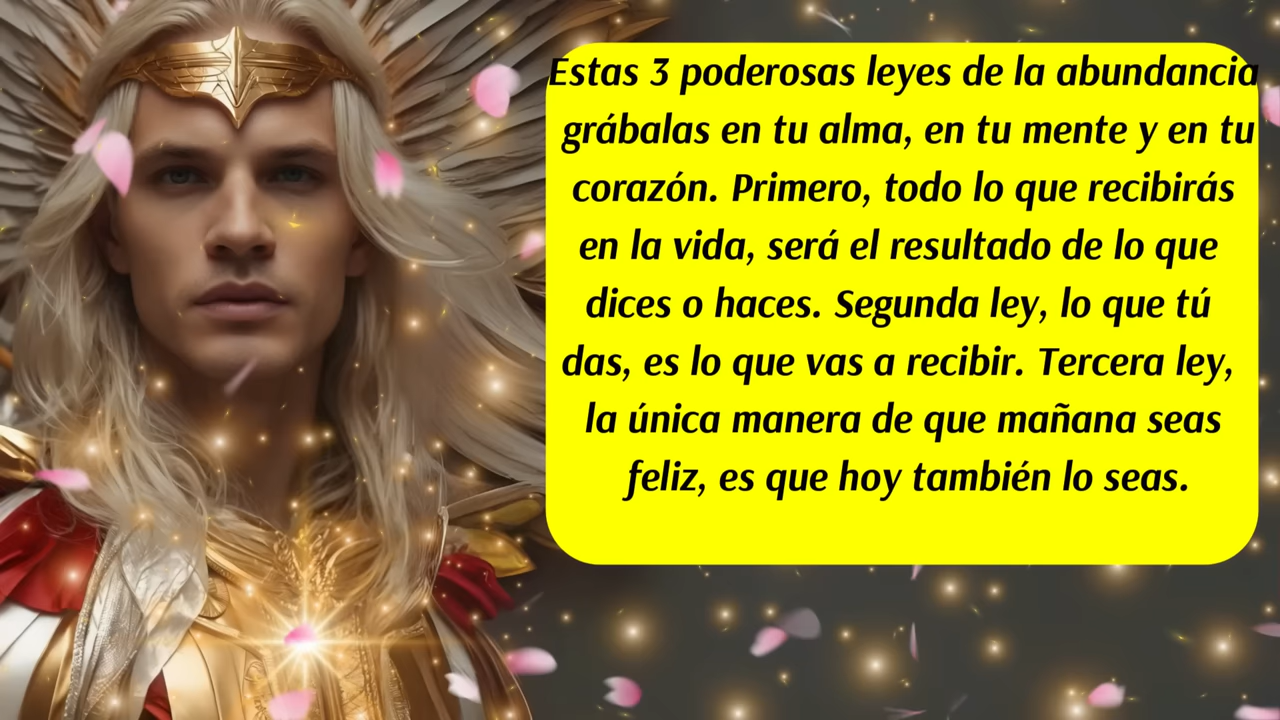 Estas 3 poderosas leyes de la abundancia
grábalas en tu alma, en tu mente y en tu
corazón. Primero, todo lo que recibirás
en la vida, será el resultado de lo que
dices o haces. Segunda ley, lo que tú
das, es lo que vas a recibir. Tercera ley,
la única manera de que mañana seas
feliz, es que hoy también lo seas.